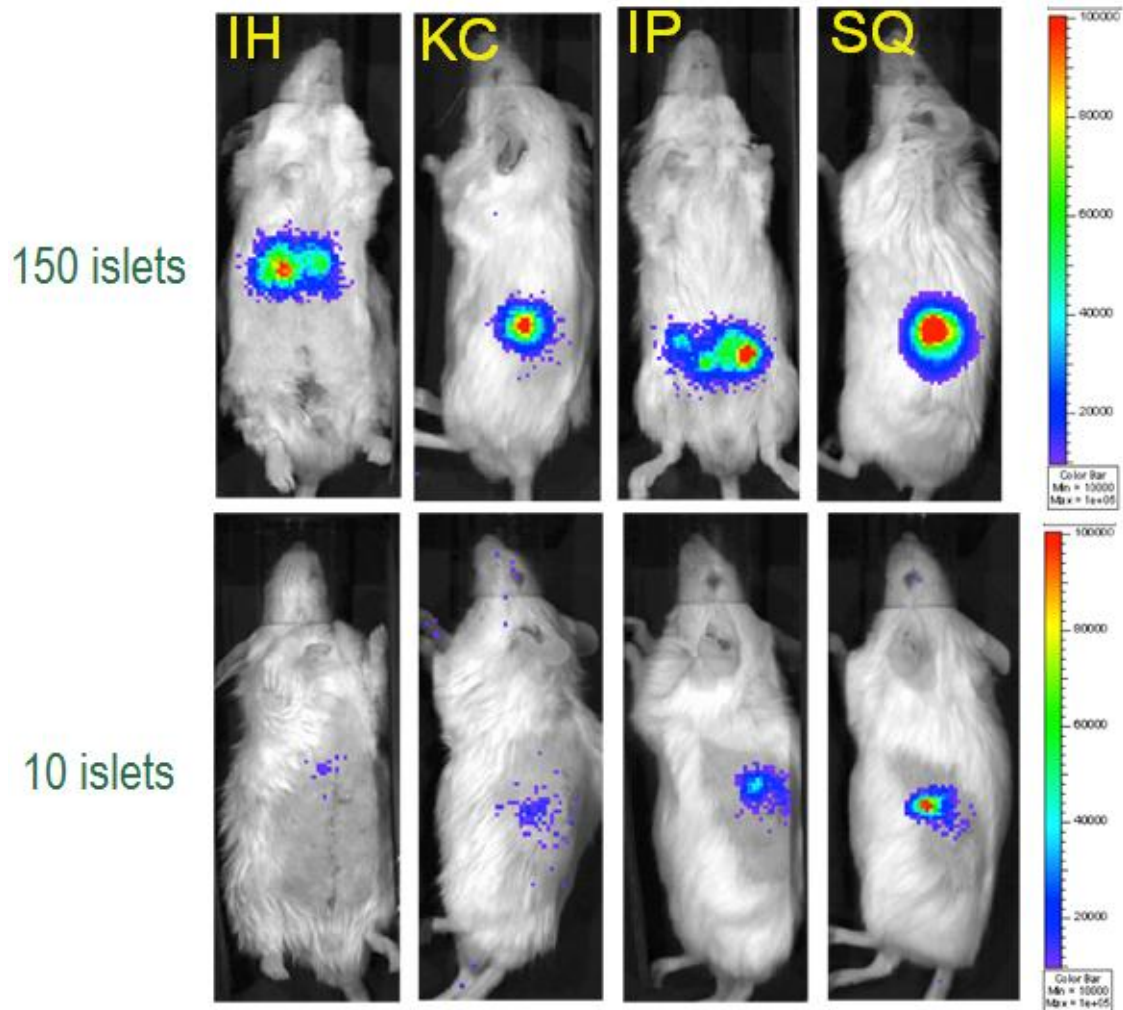 IH KC IP SQ
150 islets
100000
80000
60000
40000
20000
Color Bar
Min = 10000
Max = 1e+05
10 islets
100000
80000
60000
40000
20000
Color Bar
Min = 10000
Max = 1e+05